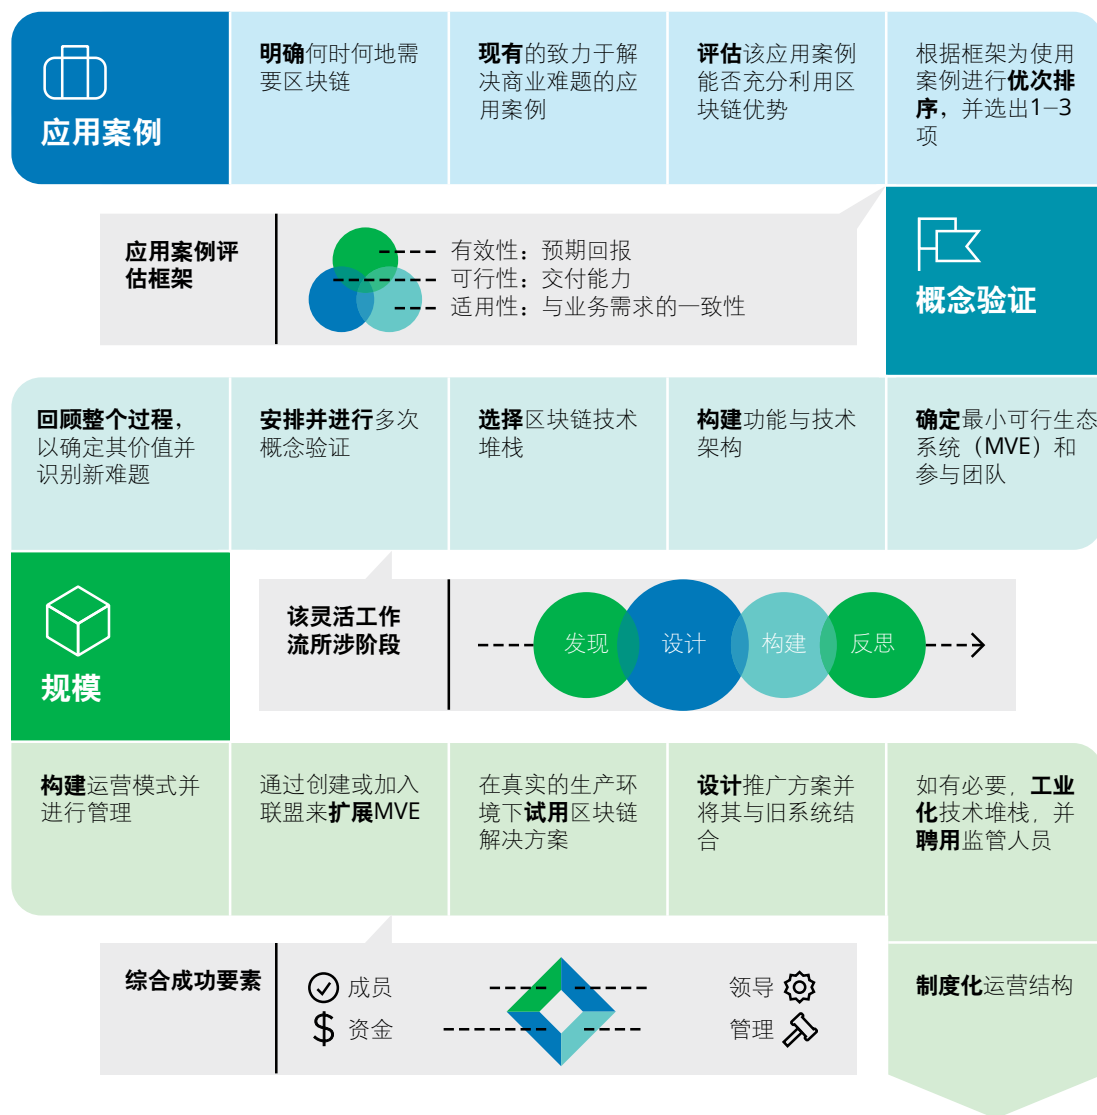 应用案例
明确何时何地需
要区块链
现有的致力于解
决商业难题的应
用案例
评估该应用案例
能否充分利用区
块链优势
根据框架为使用
案例进行优次排
序，并选出1–3
项
应用案例评
估框架
有效性：预期回报
可行性：交付能力
适用性：与业务需求的一致性
概念验证
回顾整个过程，
以确定其价值并
识别新难题
安排并进行多次
概念验证
选择区块链技术
堆栈
构建功能与技术
架构
确定最小可行生态
系统（MVE）和
参与团队
规模
该灵活工作
流所涉阶段
发现
设计
构建
反思
构建运营模式并
进行管理
通过创建或加入
联盟来扩展MVE
在真实的生产环
境下试用区块链
解决方案
设计推广方案并
将其与旧系统结
合
如有必要，工业
化技术堆栈，并
聘用监管人员
综合成功要素
成员
资金
领导
管理
制度化运营结构